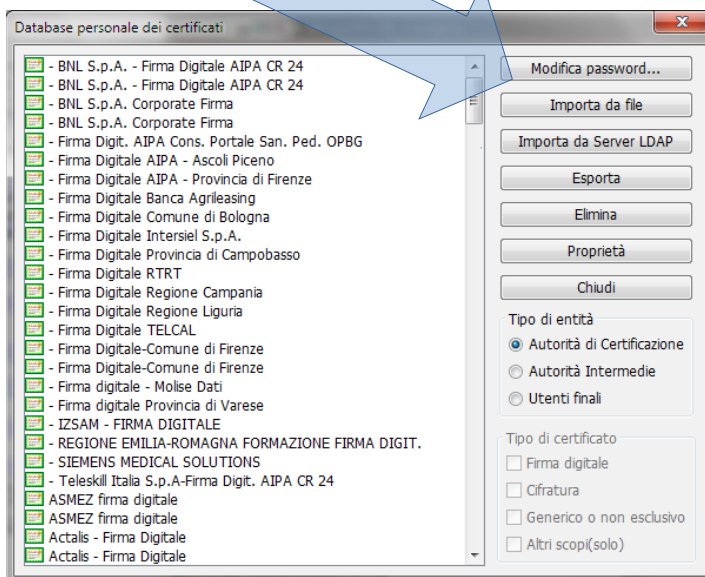 Database personale dei certificati
- BNL S.p.A. - Firma Digitale AIPA CR 24
- BNL S.p.A. - Firma Digitale AIPA CR 24
- BNL S.p.A. Corporate Firma
- BNL S.p.A. Corporate Firma
- Firma Digit. AIPA Cons. Portale San. Ped. OPBG
- Firma Digitale AIPA - Ascoli Piceno
- Firma Digitale AIPA - Provincia di Firenze
- Firma Digitale Banca Agrileasing
- Firma Digitale Comune di Bologna
- Firma Digitale Intersiel S.p.A.
- Firma Digitale Provincia di Campobasso
- Firma Digitale RTRT
- Firma Digitale Regione Campania
- Firma Digitale Regione Liguria
- Firma Digitale TELCAL
- Firma Digitale-Comune di Firenze
- Firma Digitale-Comune di Firenze
- Firma digitale - Molise Dati
- Firma digitale Provincia di Varese
- IZSAM - FIRMA DIGITALE
- REGIONE EMILIA-ROMAGNA FORMAZIONE FIRMA DIGIT.
- SIEMENS MEDICAL SOLUTIONS
- Teleskill Italia S.p.A-Firma Digit. AIPA CR 24
ASMEZ firma digitale
ASMEZ firma digitale
Actalis - Firma Digitale
Actalis - Firma Digitale
Modifica password...
Importa da file
Importa da Server LDAP
Esporta
Elimina
Proprietà
Chiudi
Tipo di entità
Autorità di Certificazione
Autorità Intermedie
Utenti finali
Tipo di certificato
Firma digitale
Cifratura
Generico o non esclusivo
Altri scopi(solo)